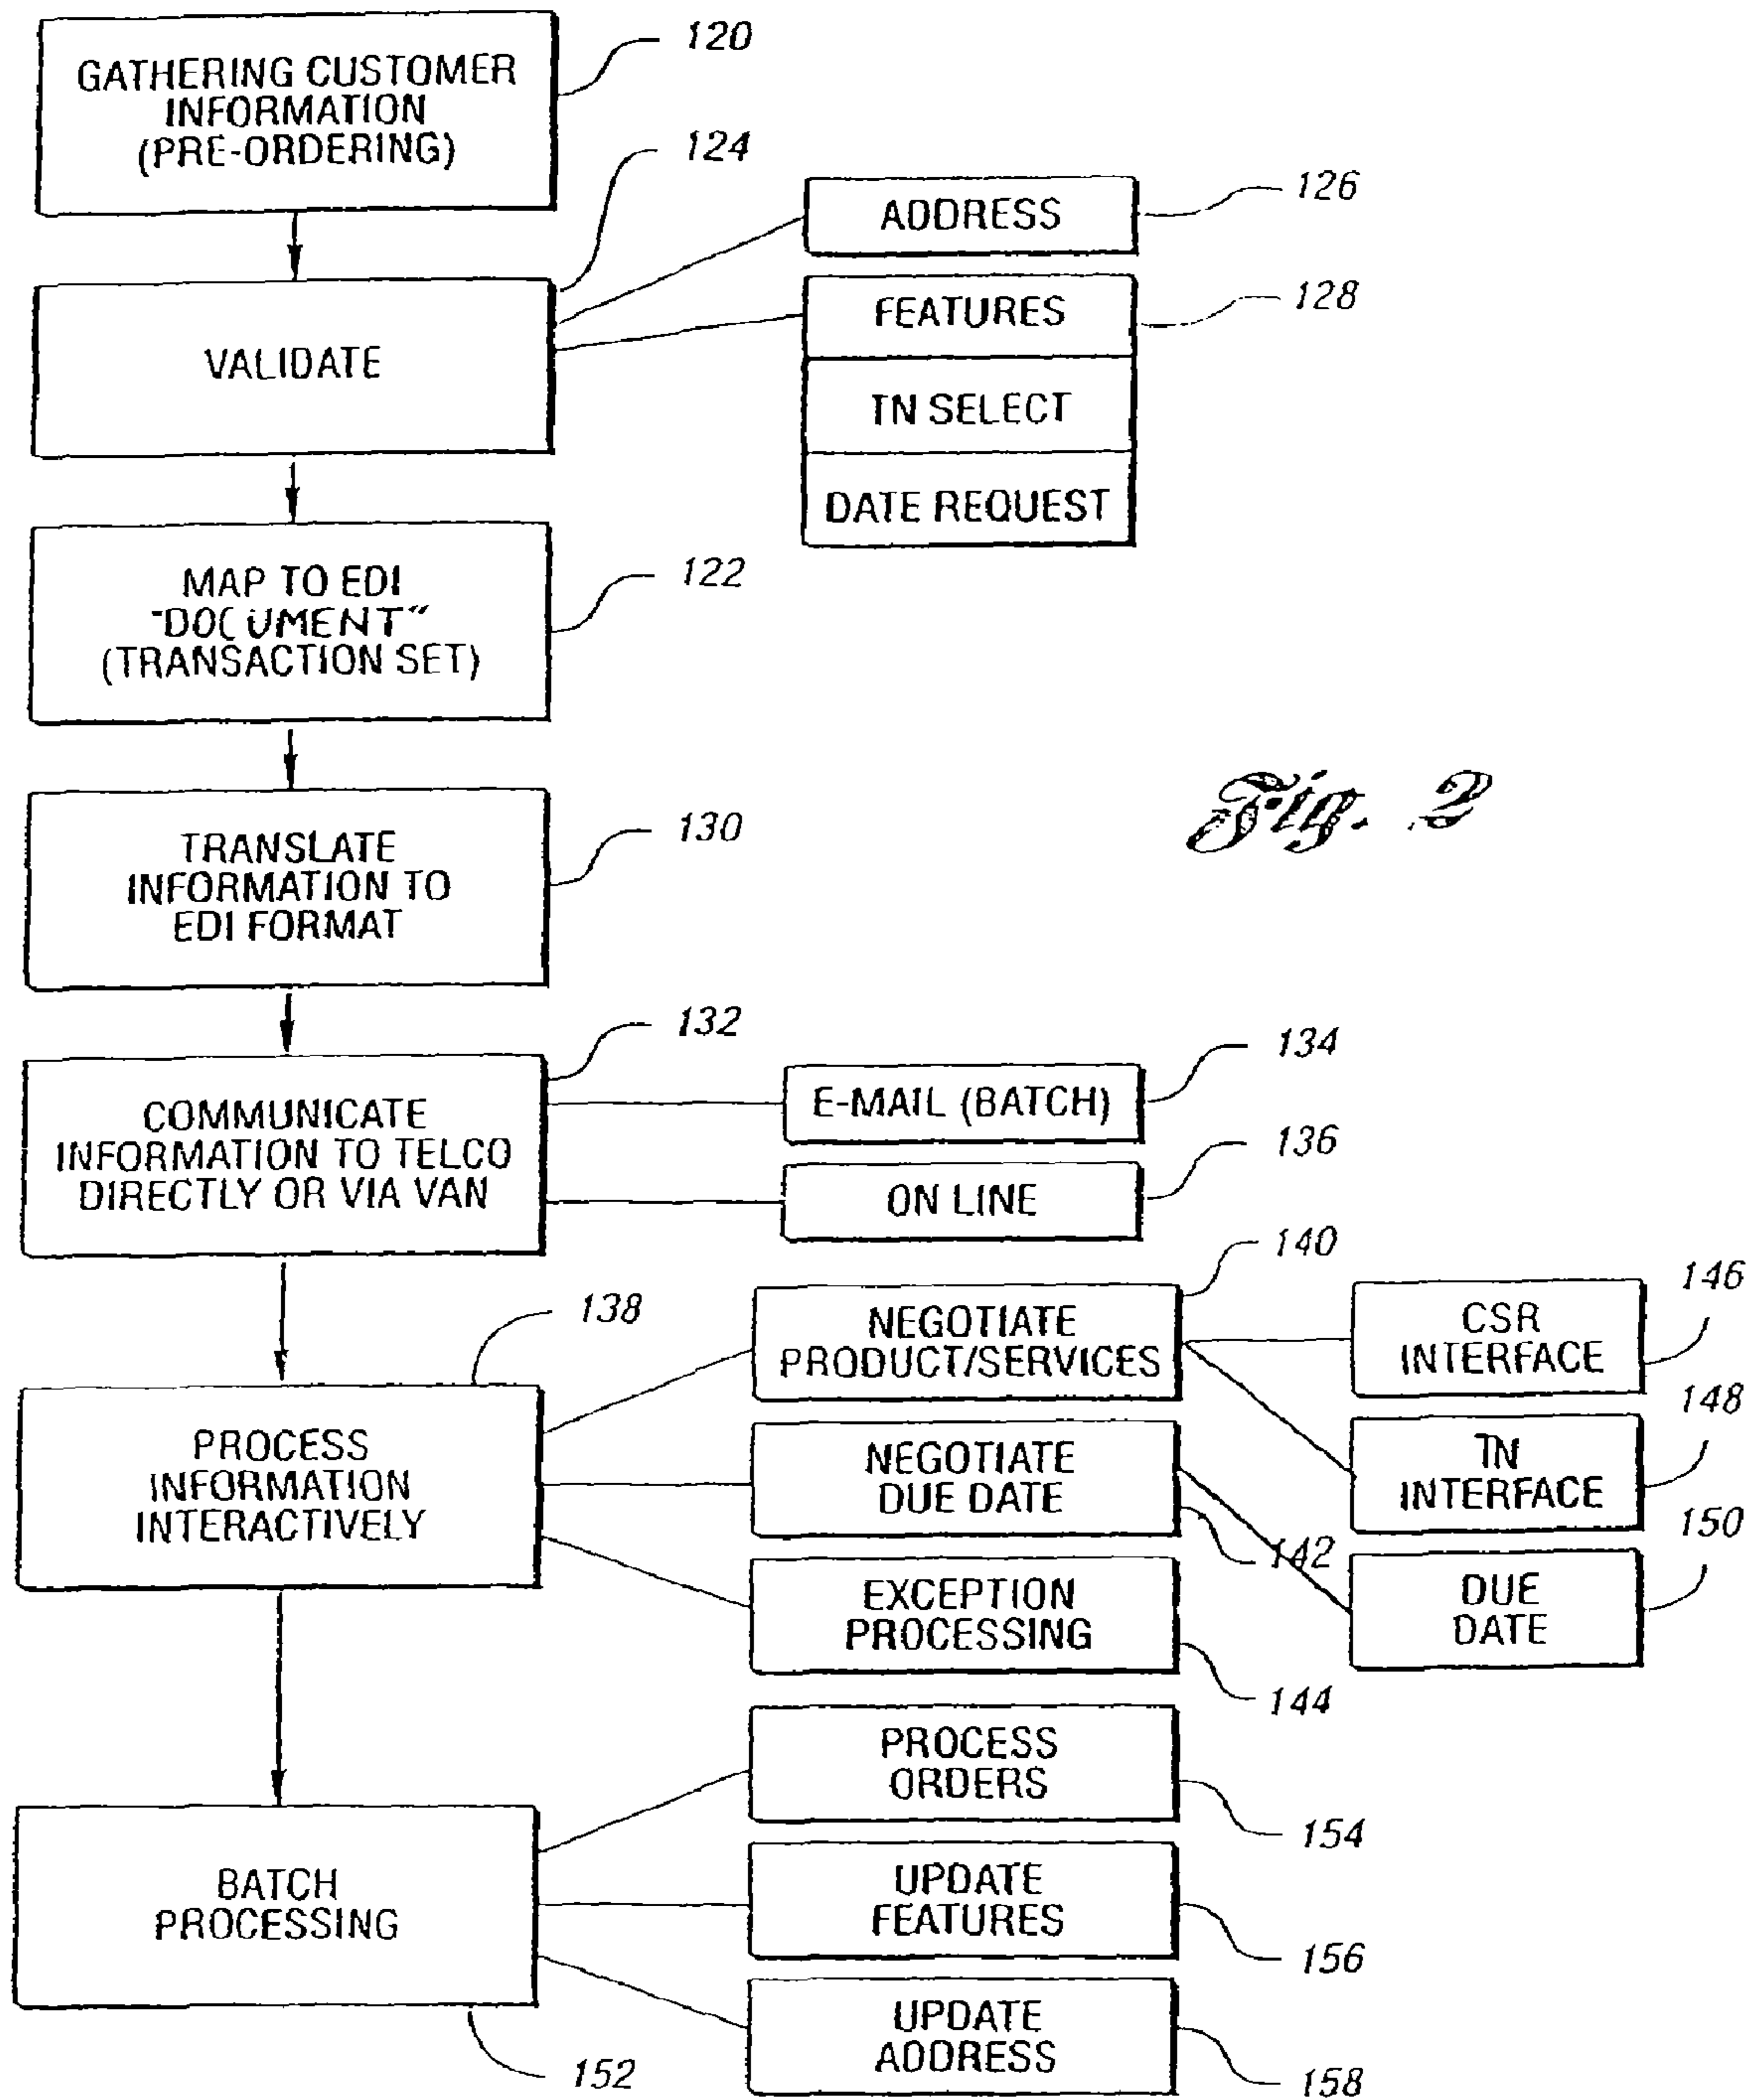 120
GATHERING CUSTOMER
INFORMATION
(PRE-ORDERING)
124
VALIDATE
ADDRESS
126
FEATURES
128
TN SELECT
DATE REQUEST
MAP TO EDI
"DOCUMENT"
(TRANSACTION SET)
122
TRANSLATE
INFORMATION TO
EDI FORMAT
130
Fig. 2
132
COMMUNICATE
INFORMATION TO TELCO
DIRECTLY OR VIA VAN
E-MAIL (BATCH)
134
ON LINE
136
138
PROCESS
INFORMATION
INTERACTIVELY
140
NEGOTIATE
PRODUCT/SERVICES
146
CSR
INTERFACE
148
TN
INTERFACE
NEGOTIATE
DUE DATE
142
150
DUE
DATE
EXCEPTION
PROCESSING
144
BATCH
PROCESSING
152
PROCESS
ORDERS
154
UPDATE
FEATURES
156
UPDATE
ADDRESS
158